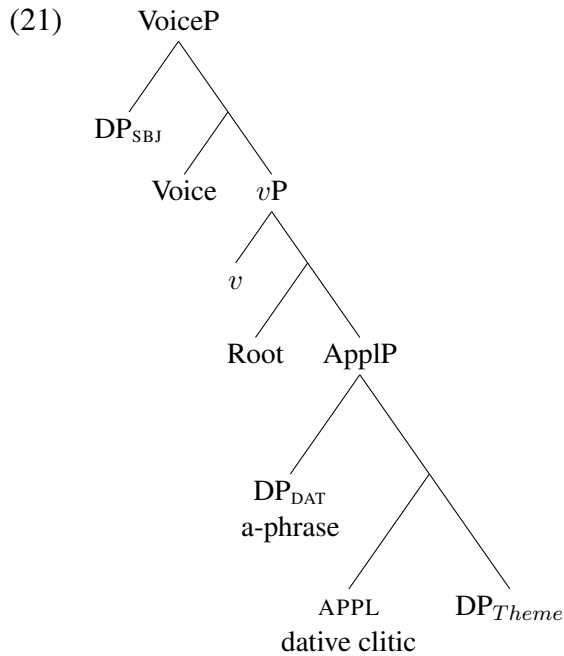 (21) VoiceP
DP_SBJ
Voice vP
v
Root ApplP
DP_DAT
a-phrase
APPL DP_Theme
dative clitic